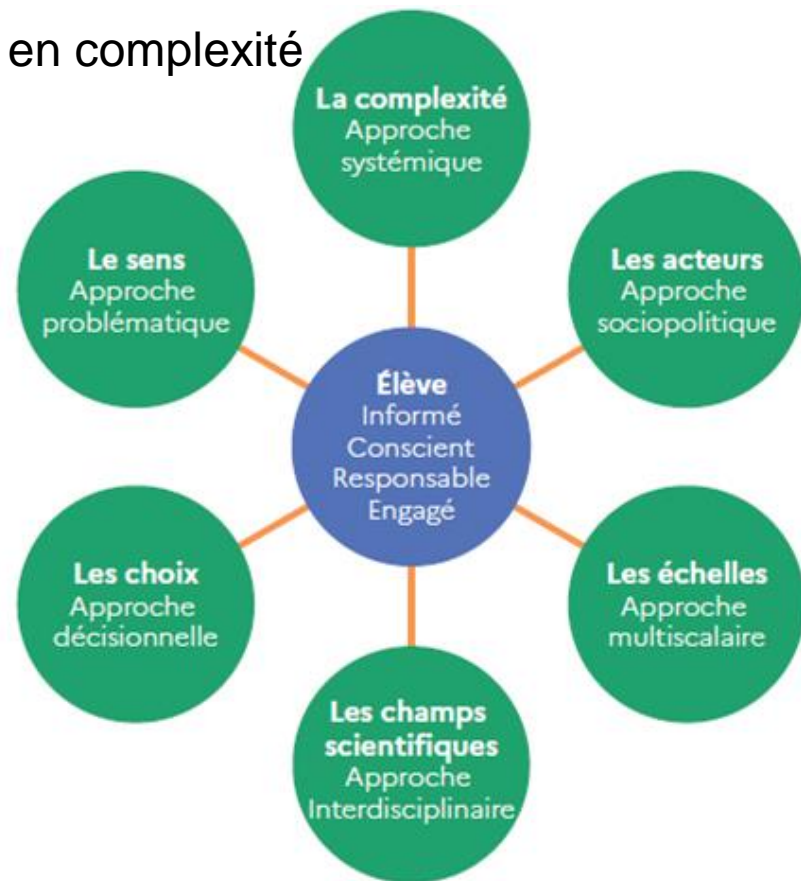 en complexité
La complexité
Approche
systémique
Le sens
Approche
problématique
Les acteurs
Approche
sociopolitique
Élève
Informé
Conscient
Responsable
Engagé
Les choix
Approche
décisionnelle
Les échelles
Approche
multiscalaire
Les champs
scientifiques
Approche
Interdisciplinaire